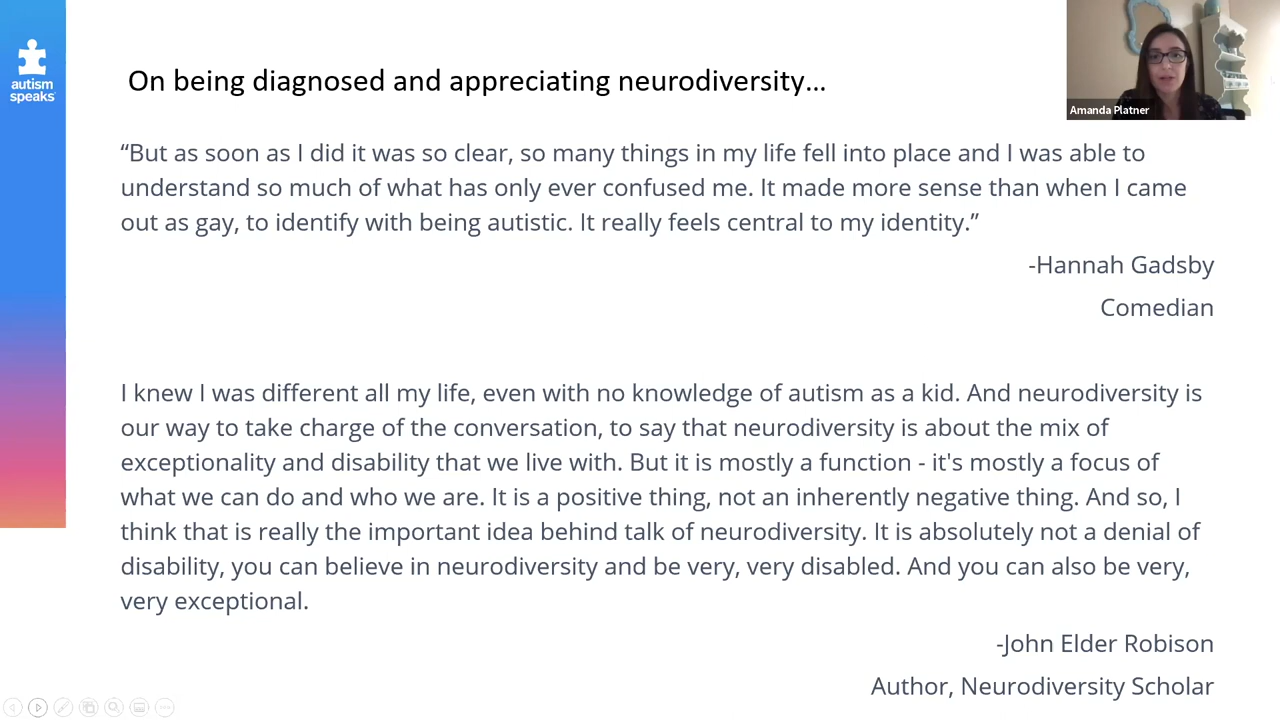 autism
speaks
On being diagnosed and appreciating neurodiversity...
Amanda Platner
“But as soon as I did it was so clear, so many things in my life fell into place and I was able to
understand so much of what has only ever confused me. It made more sense than when I came
out as gay, to identify with being autistic. It really feels central to my identity.”
-Hannah Gadsby
Comedian
I knew I was different all my life, even with no knowledge of autism as a kid. And neurodiversity is
our way to take charge of the conversation, to say that neurodiversity is about the mix of
exceptionality and disability that we live with. But it is mostly a function - it's mostly a focus of
what we can do and who we are. It is a positive thing, not an inherently negative thing. And so, I
think that is really the important idea behind talk of neurodiversity. It is absolutely not a denial of
disability, you can believe in neurodiversity and be very, very disabled. And you can also be very,
very exceptional.
-John Elder Robison
Author, Neurodiversity Scholar